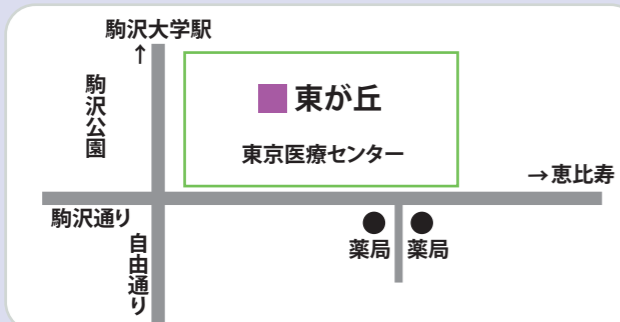 駒沢大学駅
↑
駒沢公園
東が丘
東京医療センター
→恵比寿
駒沢通り
自由通り
薬局
薬局